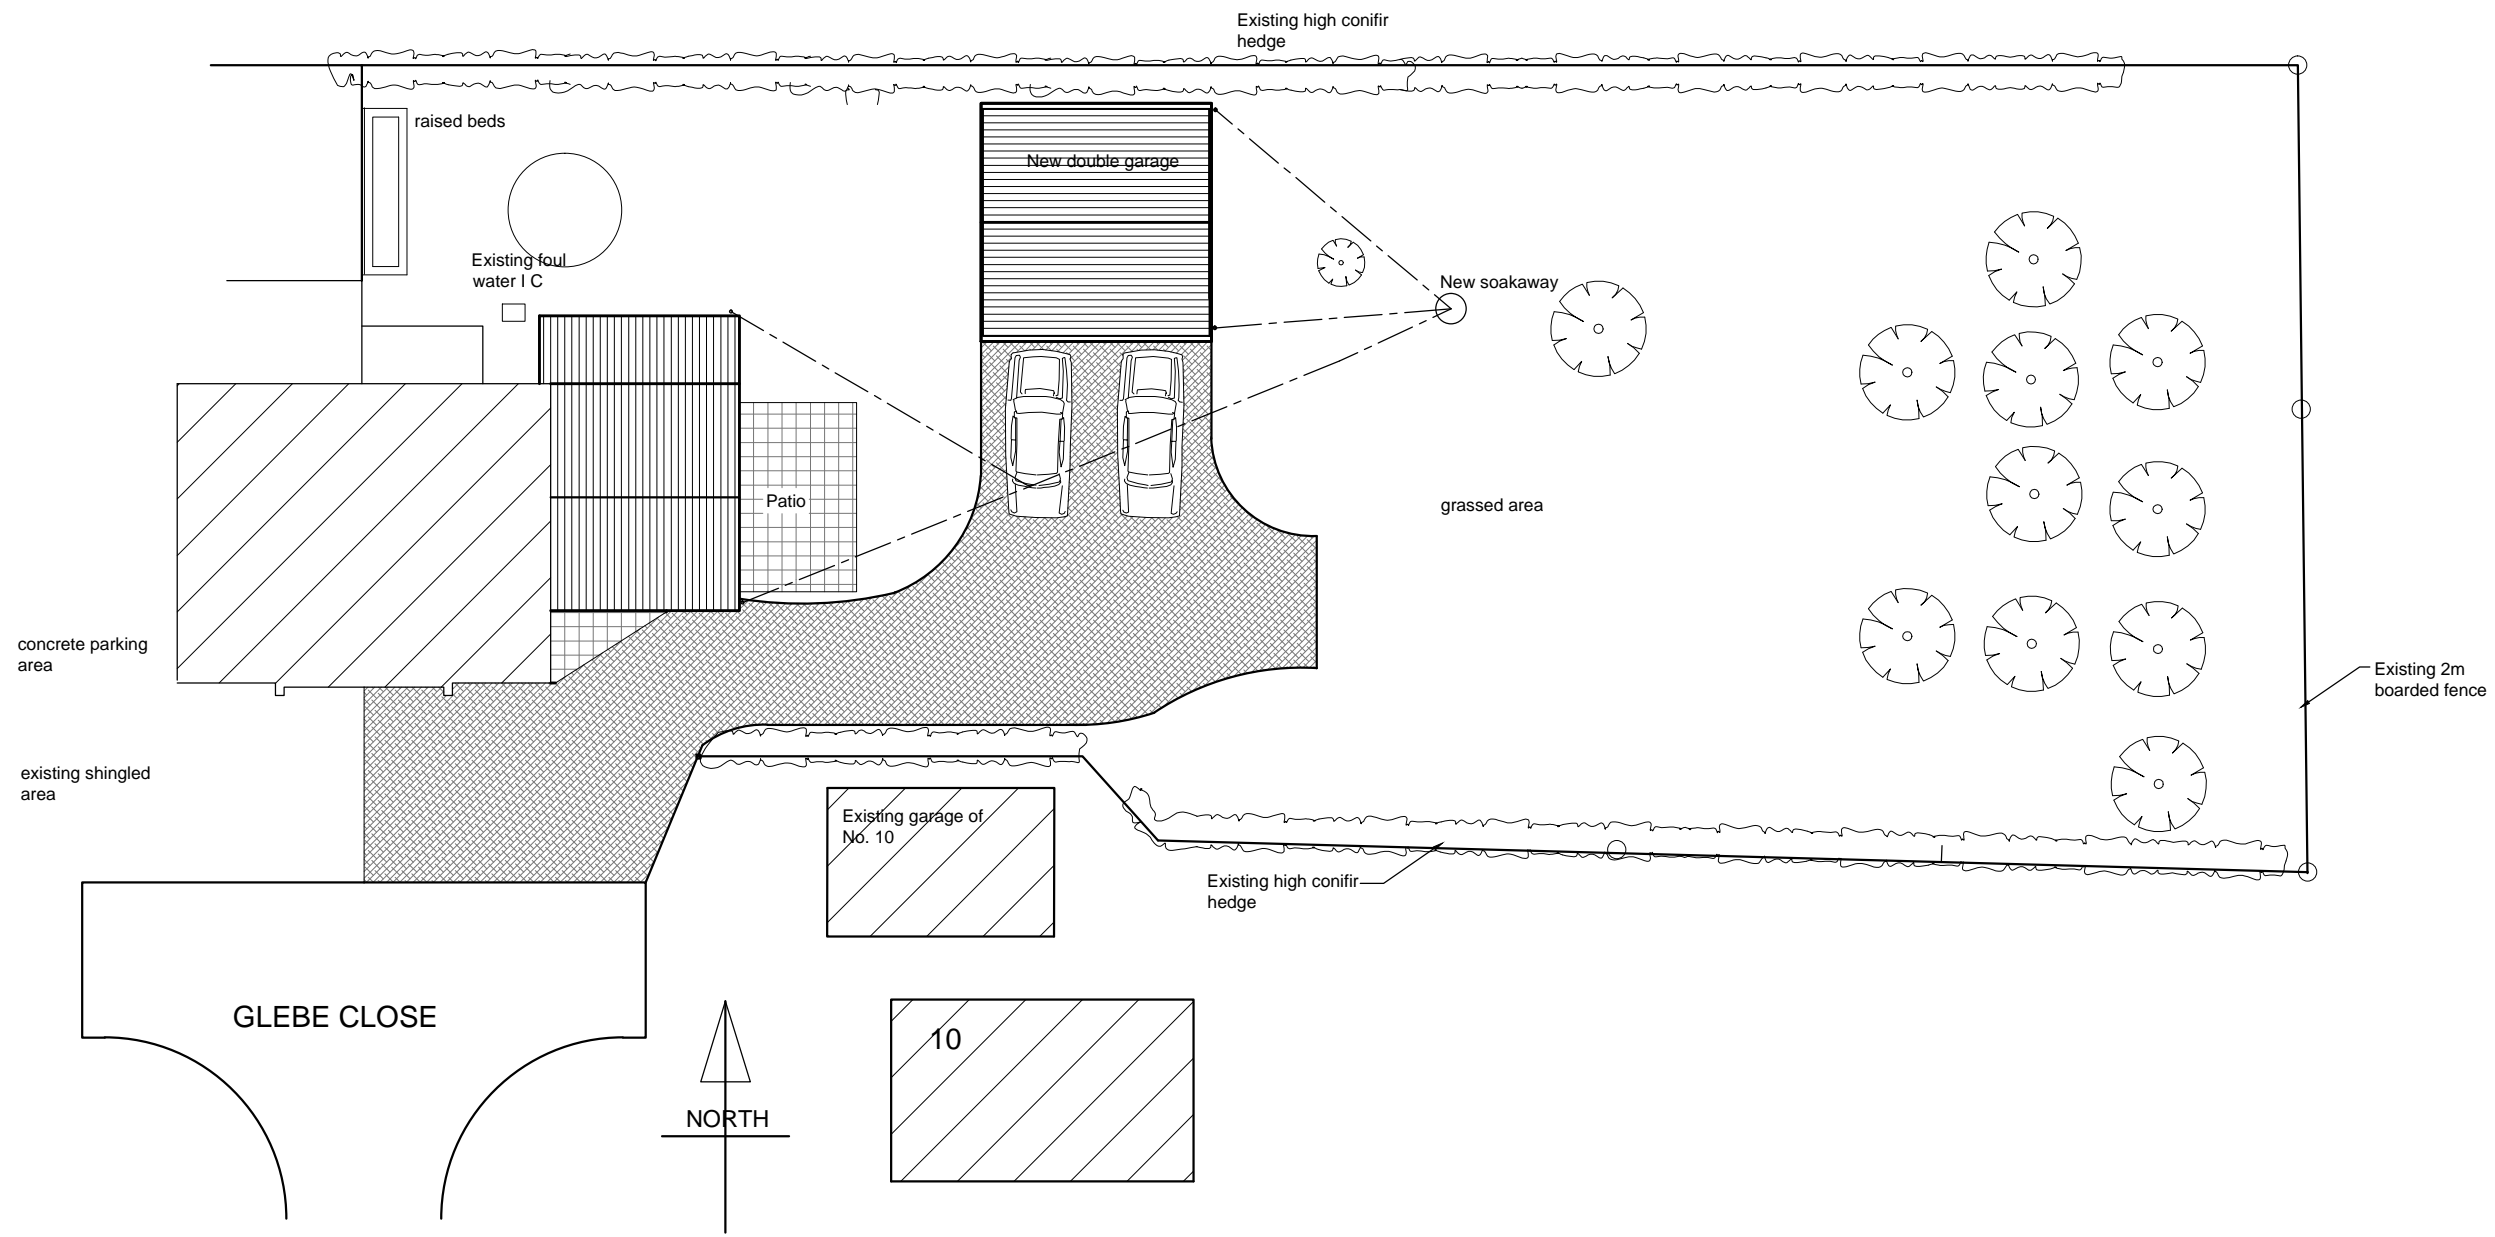 Existing high conifir
hedge
raised beds
New double garage
Existing foul
water I C
New soakaway
Patio
grassed area
concrete parking
area
Existing 2m
boarded fence
existing shingled
area
Existing garage of
No. 10
Existing high conifir
hedge
GLEBE CLOSE
10
NORTH